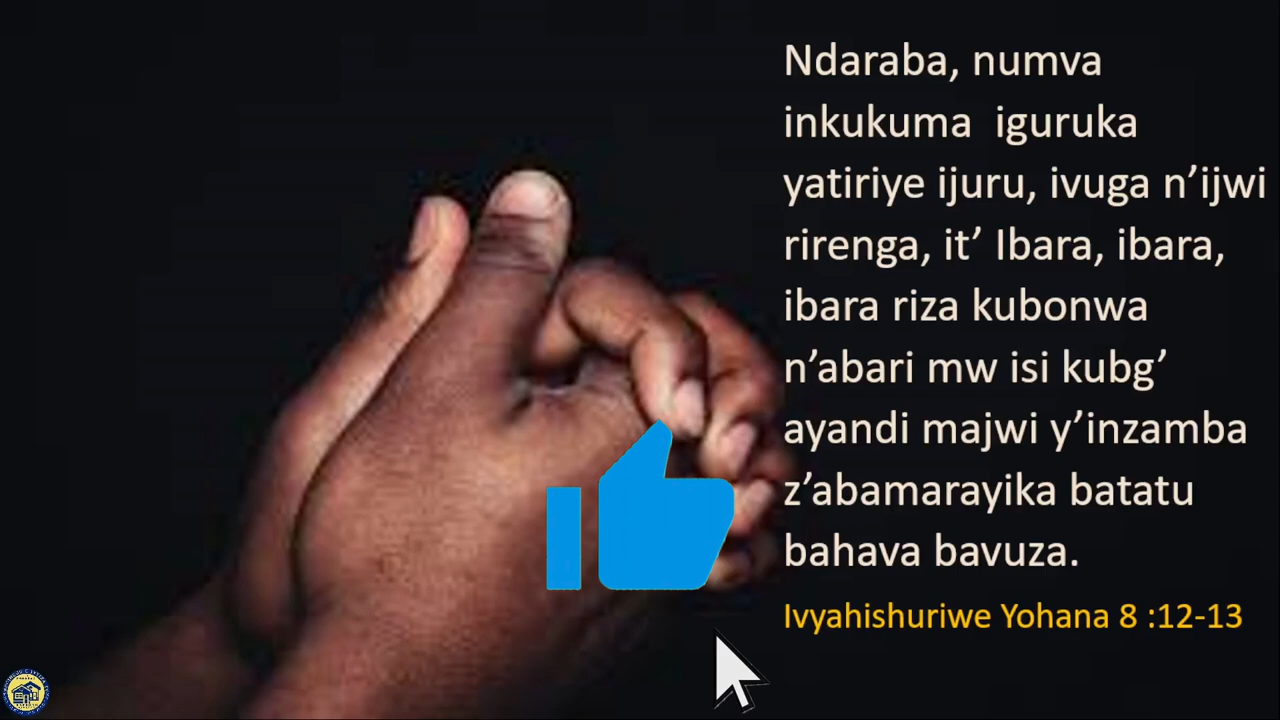 Ndaraba, numva
inkukuma iguruka
yatiriye ijuru, ivuga n’ijwi
rirenga, it’ Ibara, ibara,
ibara riza kubonwa
n’abari mw isi kubg’
ayandi majwi y’inzamba
z’abamarayika batatu
bahava bavuza.
Ivyahishuriwe Yohana 8 :12-13